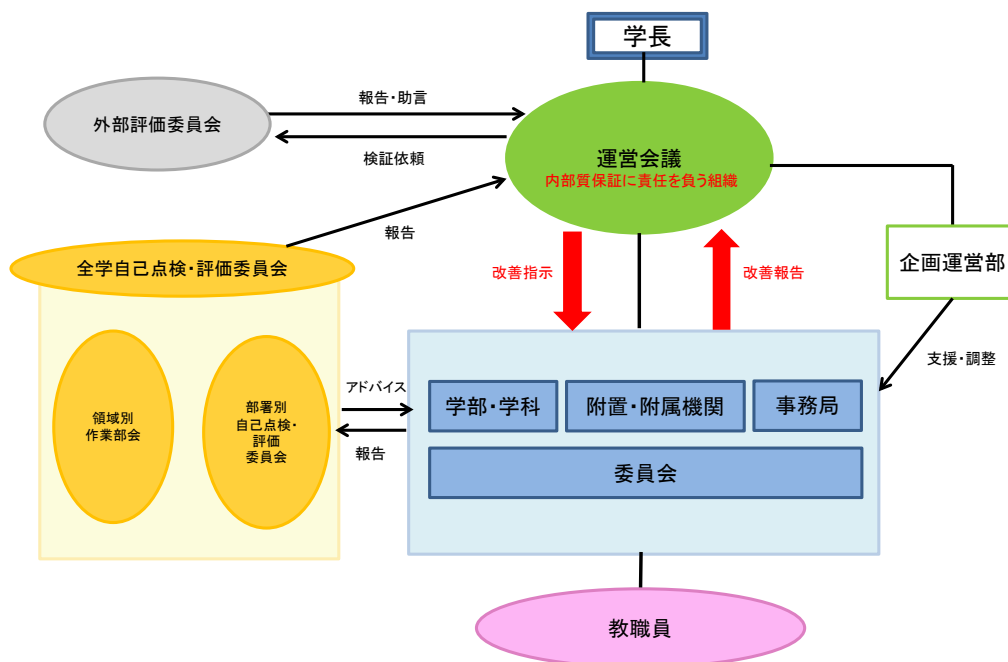 学長
外部評価委員会
報告・助言
検証依頼
運営会議
内部質保証に責任を負う組織
報告
全学自己点検・評価委員会
改善指示
改善報告
企画運営部
支援・調整
領域別
作業部会
部署別
自己点検・
評価
委員会
アドバイス
報告
学部・学科
附置・附属機関
事務局
委員会
教職員